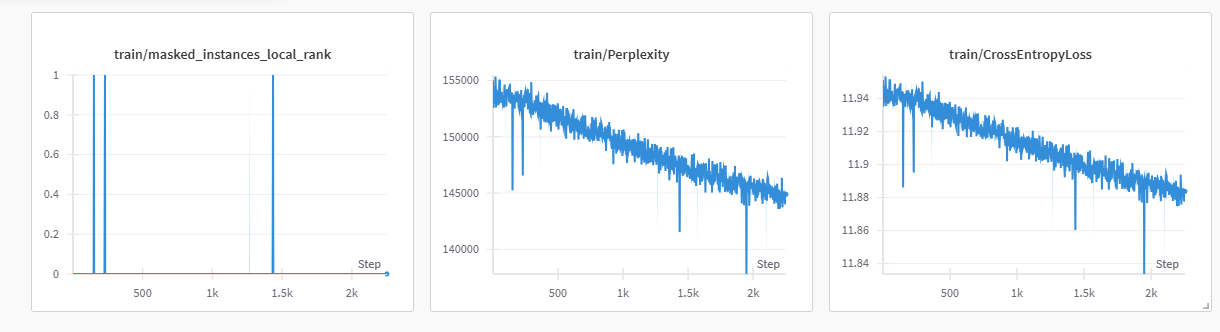 train/masked_instances_local_rank
1
0.8
0.6
0.4
0.2
0
Step
500
1k
1.5k
2k
train/Perplexity
155000
150000
145000
140000
Step
500
1k
1.5k
2k
train/CrossEntropyLoss
11.94
11.92
11.9
11.88
11.86
11.84
Step
500
1k
1.5k
2k